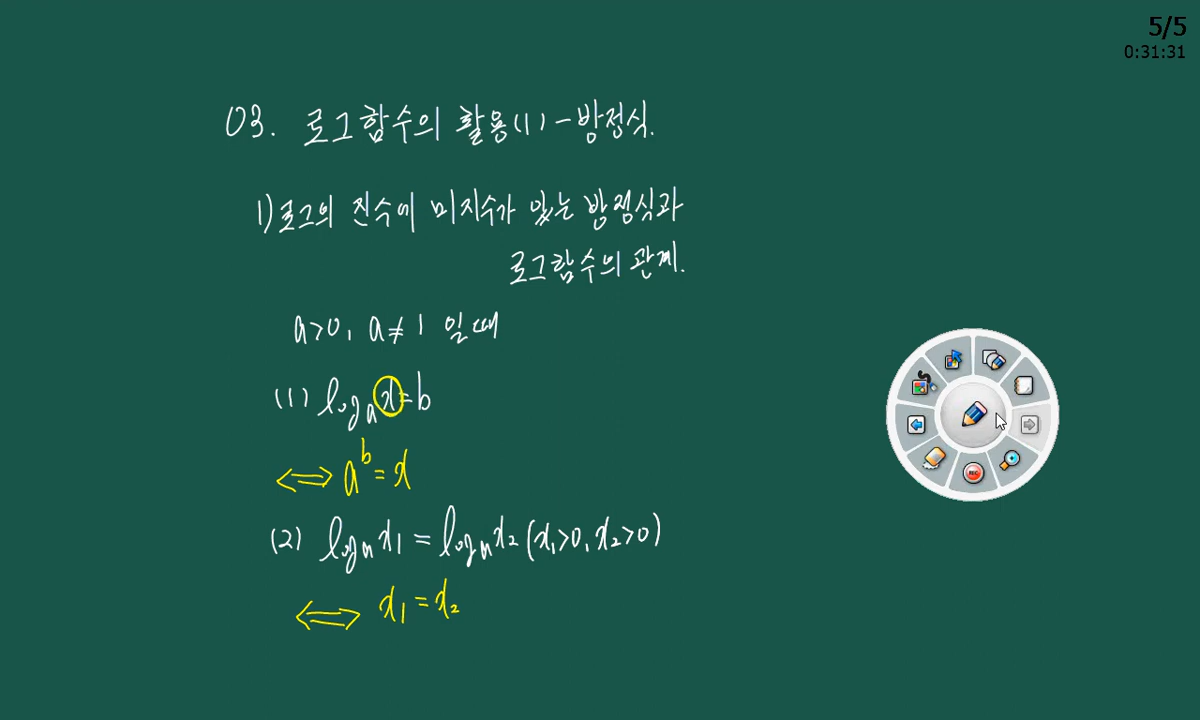 5/5
0:31:31
03. 로그함수의 활용(1) - 방정식.
1) 로그의 진수에 미지수가 있는 방정식과
로그함수의 관계.
a>0, a≠1 일때
(1) logₐx=b
⟺ aᵇ=x
(2) logₐx₁ = logₐx₂ (x₁>0, x₂>0)
⟺ x₁=x₂
REC